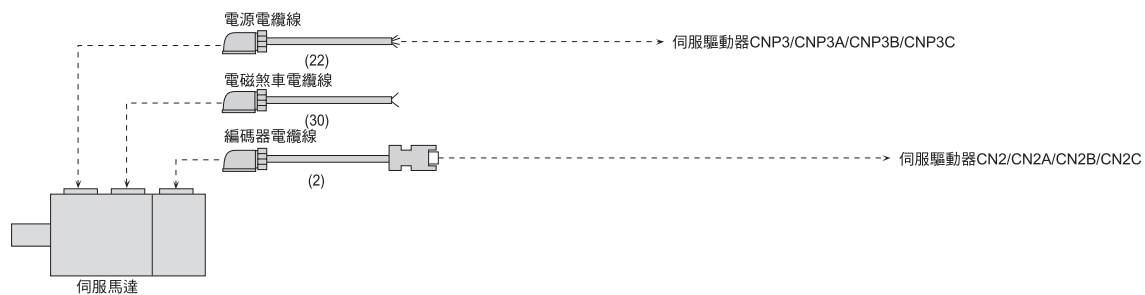 電源電纜線
伺服驅動器CNP3/CNP3A/CNP3B/CNP3C
(22)
電磁煞車電纜線
(30)
編碼器電纜線
伺服驅動器CN2/CN2A/CN2B/CN2C
(2)
伺服馬達